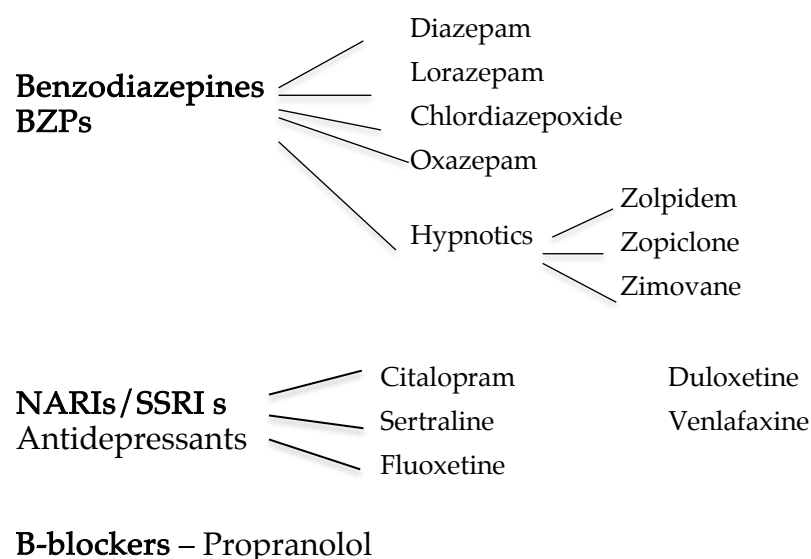 Benzodiazepines
BZPs
Diazepam
Lorazepam
Chlordiazepoxide
Oxazepam
Hypnotics
Zolpidem
Zopiclone
Zimovane
NARIs/SSRI s
Antidepressants
Citalopram
Sertraline
Fluoxetine
Duloxetine
Venlafaxine
B-blockers – Propranolol